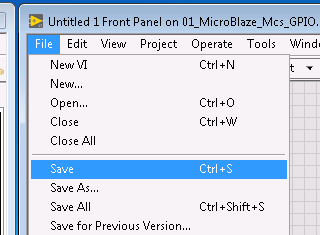 Untitled 1 Front Panel on 01_MicroBlaze_Mcs_GPIO.
File Edit View Project Operate Tools
New VI Ctrl+N
New...
Open... Ctrl+O
Close Ctrl+W
Close All
Save Ctrl+S
Save As...
Save All Ctrl+Shift+S
Save for Previous Version...